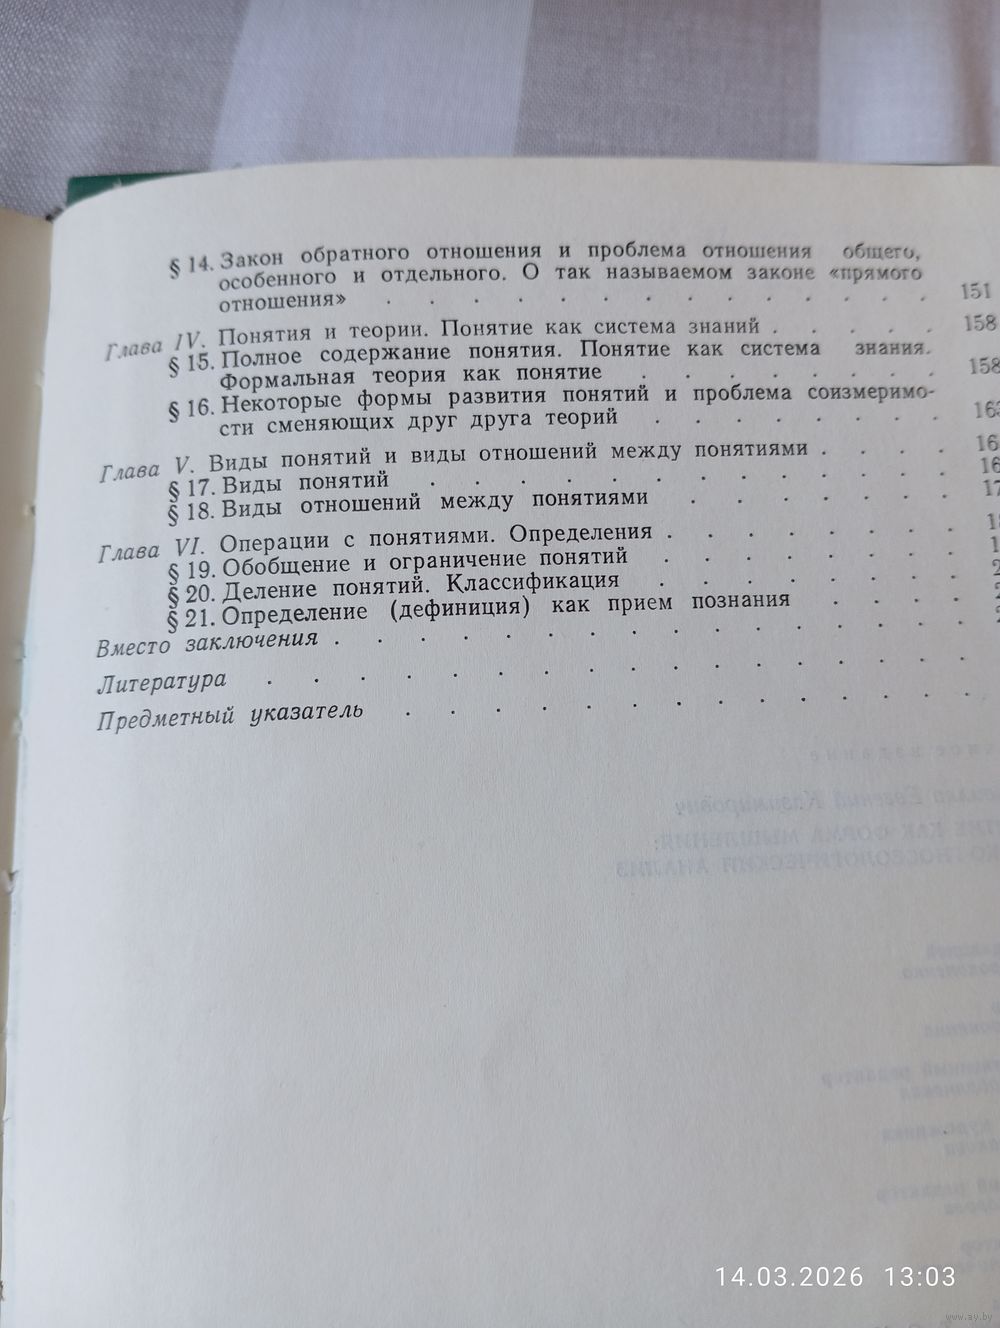 § 14. Закон обратного отношения и проблема отношения общего,
особенного и отдельного. О так называемом законе «прямого
отношения» . . . . . . . . . . . . . 151
Глава IV. Понятия и теории. Понятие как система знаний . . . . . 158
§ 15. Полное содержание понятия. Понятие как система знания.
Формальная теория как понятие . . . . . . . 158
§ 16. Некоторые формы развития понятий и проблема соизмеримо-
сти сменяющих друг друга теорий . . . . . . .
Глава V. Виды понятий и виды отношений между понятиями . . . .
§ 17. Виды понятий . . . . . . . . . . . .
§ 18. Виды отношений между понятиями . . . . . .
Глава VI. Операции с понятиями. Определения . . . . . . .
§ 19. Обобщение и ограничение понятий . . . . . . .
§ 20. Деление понятий. Классификация . . . . . . .
§ 21. Определение (дефиниция) как прием познания . . . .
Вместо заключения . . . . . . . . . . . . . . .
Литература . . . . . . . . . . . . . . . .
Предметный указатель . . . . . . . . . . . . .
14.03.2026 13:03
www.ay.by